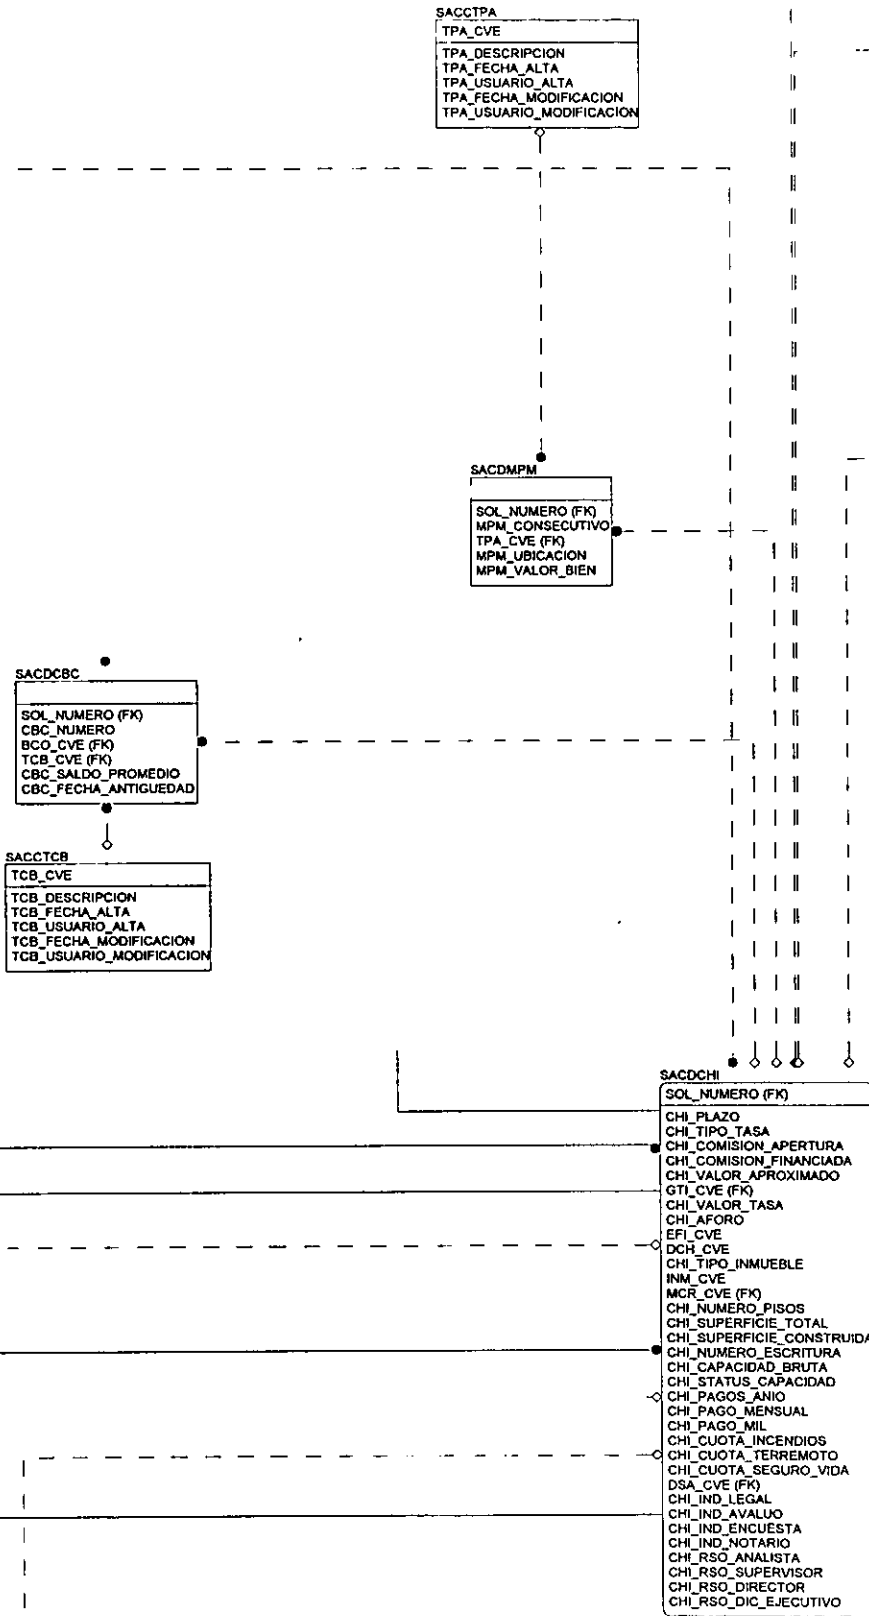 SACCTPA
TPA_CVE
TPA_DESCRIPCION
TPA_FECHA_ALTA
TPA_USUARIO_ALTA
TPA_FECHA_MODIFICACION
TPA_USUARIO_MODIFICACION
SACDMPM
SOL_NUMERO (FK)
MPM_CONSECUTIVO
TPA_CVE (FK)
MPM_UBICACION
MPM_VALOR_BIEN
SACDCBC
SOL_NUMERO (FK)
CBC_NUMERO
BCO_CVE (FK)
TCB_CVE (FK)
CBC_SALDO_PROMEDIO
CBC_FECHA_ANTIGUEDAD
SACCTCB
TCB_CVE
TCB_DESCRIPCION
TCB_FECHA_ALTA
TCB_USUARIO_ALTA
TCB_FECHA_MODIFICACION
TCB_USUARIO_MODIFICACION
SACDCHI
SOL_NUMERO (FK)
CHI_PLAZO
CHI_TIPO_TASA
CHI_COMISION_APERTURA
CHI_COMISION_FINANCIADA
CHI_VALOR_APROXIMADO
GTI_CVE (FK)
CHI_VALOR_TASA
CHI_AFORO
EFI_CVE
DCH_CVE
CHI_TIPO_INMUEBLE
INM_CVE
MCR_CVE (FK)
CHI_NUMERO_PISOS
CHI_SUPERFICIE_TOTAL
CHI_SUPERFICIE_CONSTRUIDA
CHI_NUMERO_ESCRITURA
CHI_CAPACIDAD_BRUTA
CHI_STATUS_CAPACIDAD
CHI_PAGOS_ANIO
CHI_PAGO_MENSUAL
CHI_PAGO_MIL
CHI_CUOTA_INCENDIOS
CHI_CUOTA_TERREMOTO
CHI_CUOTA_SEGURO_VIDA
DSA_CVE (FK)
CHI_IND_LEGAL
CHI_IND_AVALUO
CHI_IND_ENCUESTA
CHI_IND_NOTARIO
CHI_RSO_ANALISTA
CHI_RSO_SUPERVISOR
CHI_RSO_DIRECTOR
CHI_RSO_DIC_EJECUTIVO